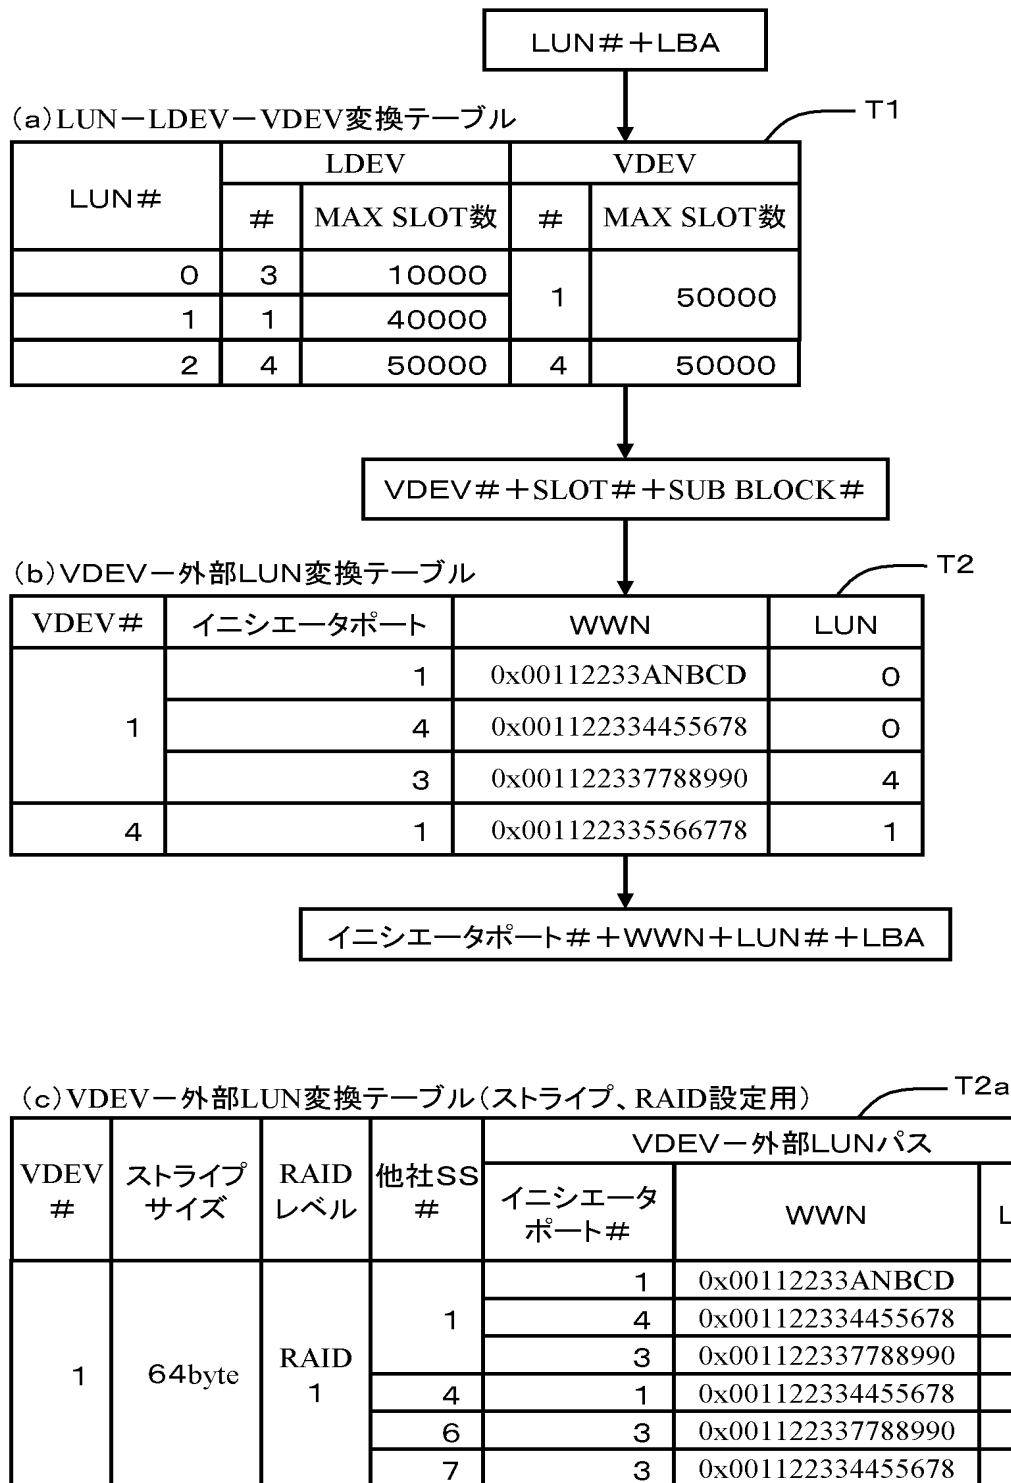 LUN#+LBA
(a)LUN-LDEV-VDEV変換テーブル
T1
LUN# LDEV VDEV
# MAX SLOT数 # MAX SLOT数
0 3 10000 1 50000
1 1 40000
2 4 50000 4 50000
VDEV#+SLOT#+SUB BLOCK#
(b)VDEV-外部LUN変換テーブル
T2
VDEV# イニシエータポート WWN LUN
1 1 0x00112233ANBCD 0
4 0x001122334455678 0
3 0x001122337788990 4
4 1 0x001122335566778 1
イニシエータポート#+WWN+LUN#+LBA
(c)VDEV-外部LUN変換テーブル(ストライプ、RAID設定用)
T2a
VDEV # ストライプ サイズ RAID レベル 他社SS # VDEV-外部LUNパス
イニシエータ ポート# WWN L
1 64byte RAID 1 1 1 0x00112233ANBCD
4 0x001122334455678
3 0x001122337788990
4 1 0x001122334455678
6 3 0x001122337788990
7 3 0x001122334455678